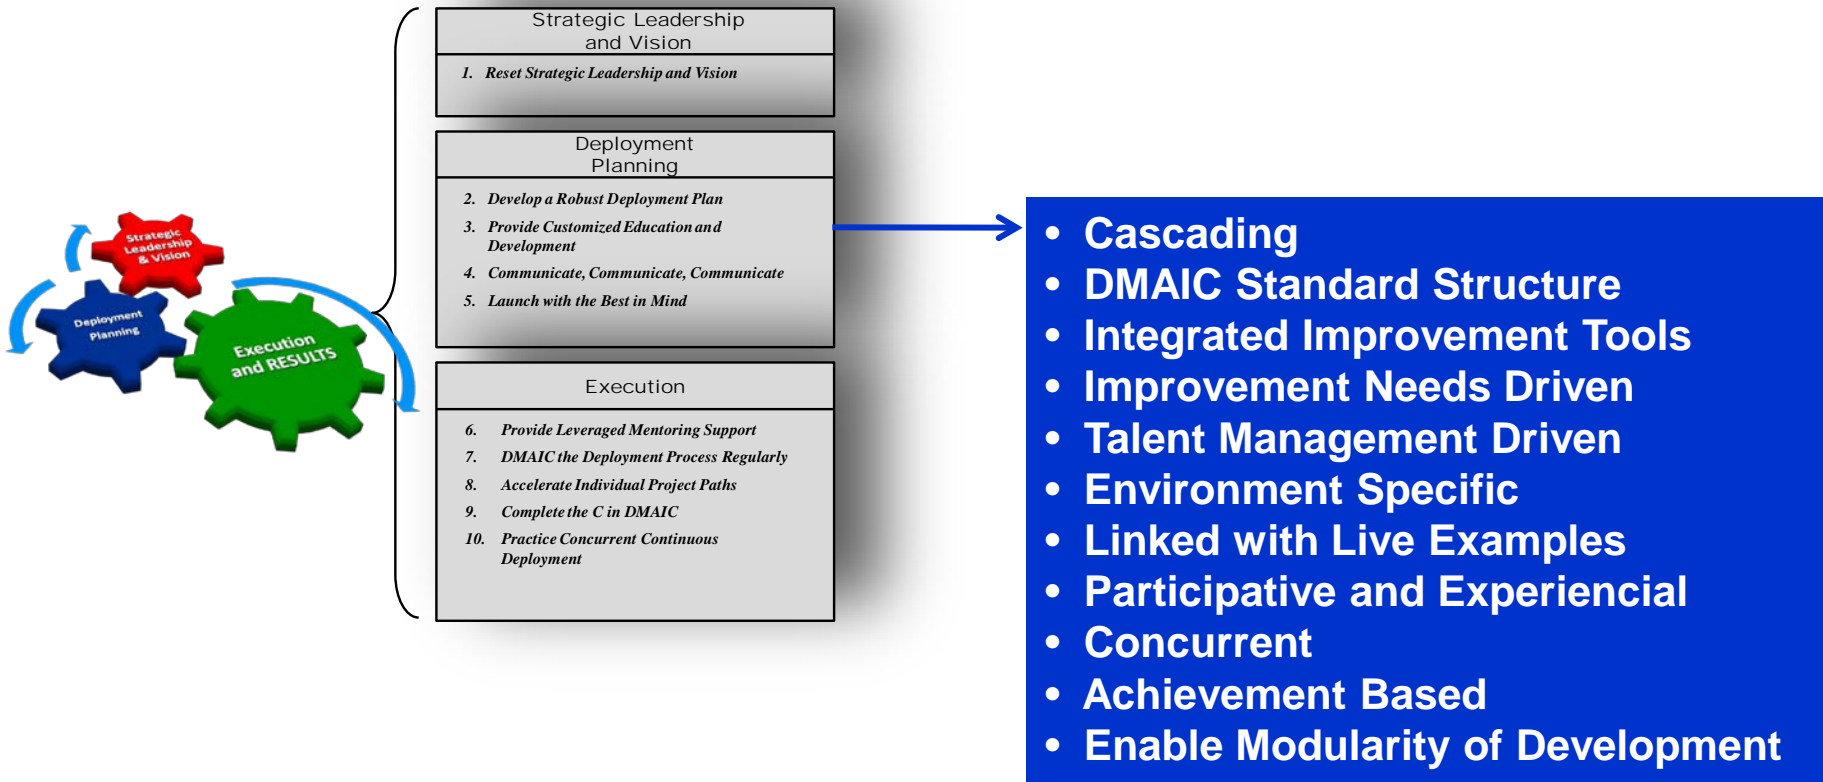 Strategic
Leadership
& Vision
Deployment
Planning
Execution
and RESULTS
Strategic Leadership
and Vision
1. Reset Strategic Leadership and Vision
Deployment
Planning
2. Develop a Robust Deployment Plan
3. Provide Customized Education and
Development
4. Communicate, Communicate, Communicate
5. Launch with the Best in Mind
Execution
6. Provide Leveraged Mentoring Support
7. DMAIC the Deployment Process Regularly
8. Accelerate Individual Project Paths
9. Complete the C in DMAIC
10. Practice Concurrent Continuous
Deployment
• Cascading
• DMAIC Standard Structure
• Integrated Improvement Tools
• Improvement Needs Driven
• Talent Management Driven
• Environment Specific
• Linked with Live Examples
• Participative and Experiencial
• Concurrent
• Achievement Based
• Enable Modularity of Development